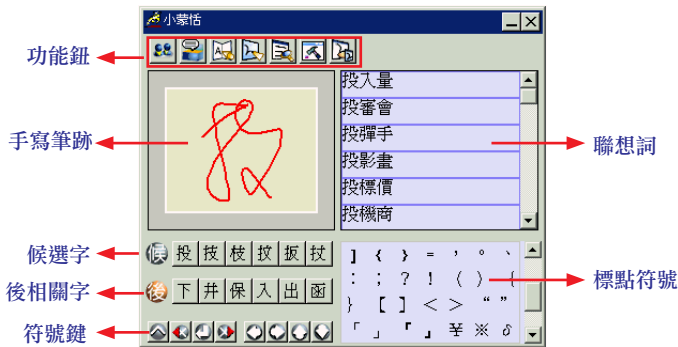 小蒙恬
功能鈕
手寫筆跡
投入量
投審會
投彈手
投影畫
投標價
投機商
聯想詞
候選字
候 投 技 枝 扠 扳 扙
後相關字
後 下 井 保 入 出 函
符號鍵
] { } = , 。 、
: ; ? ! ( ) {
} [ ] < > “ ”
「 」 『 』 ¥ ※ δ
標點符號